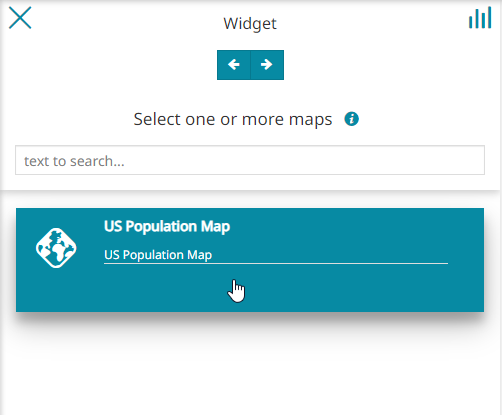 Widget
Select one or more maps
text to search...
US Population Map
US Population Map